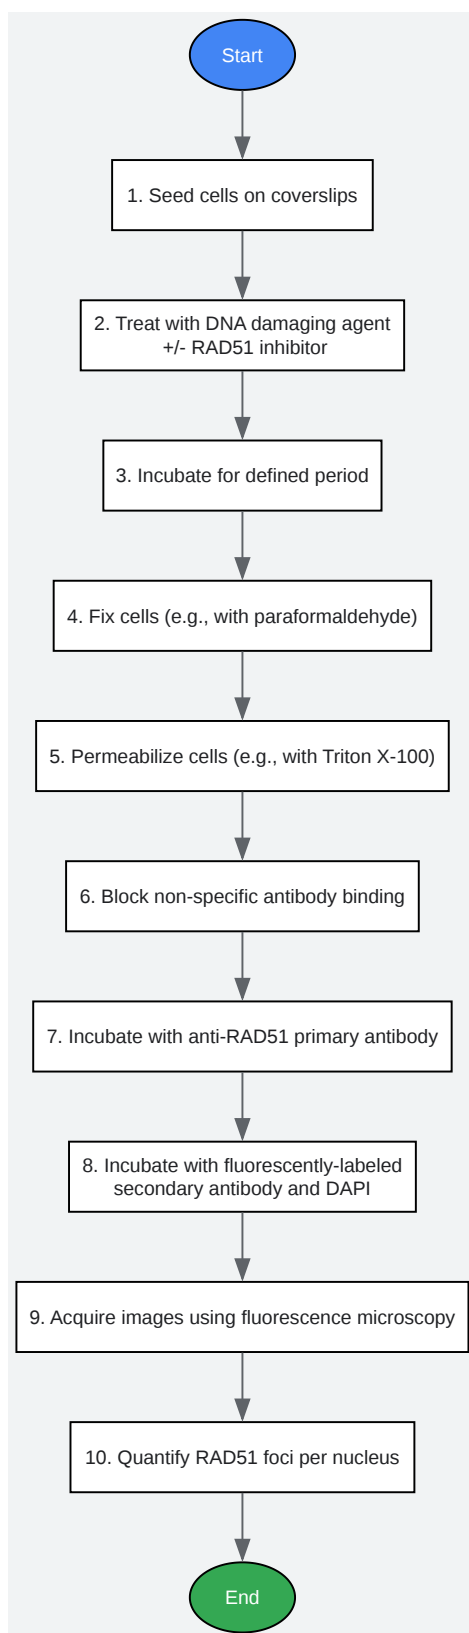 Start
1. Seed cells on coverslips
2. Treat with DNA damaging agent
+/- RAD51 inhibitor
3. Incubate for defined period
4. Fix cells (e.g., with paraformaldehyde)
5. Permeabilize cells (e.g., with Triton X-100)
6. Block non-specific antibody binding
7. Incubate with anti-RAD51 primary antibody
8. Incubate with fluorescently-labeled
secondary antibody and DAPI
9. Acquire images using fluorescence microscopy
10. Quantify RAD51 foci per nucleus
End